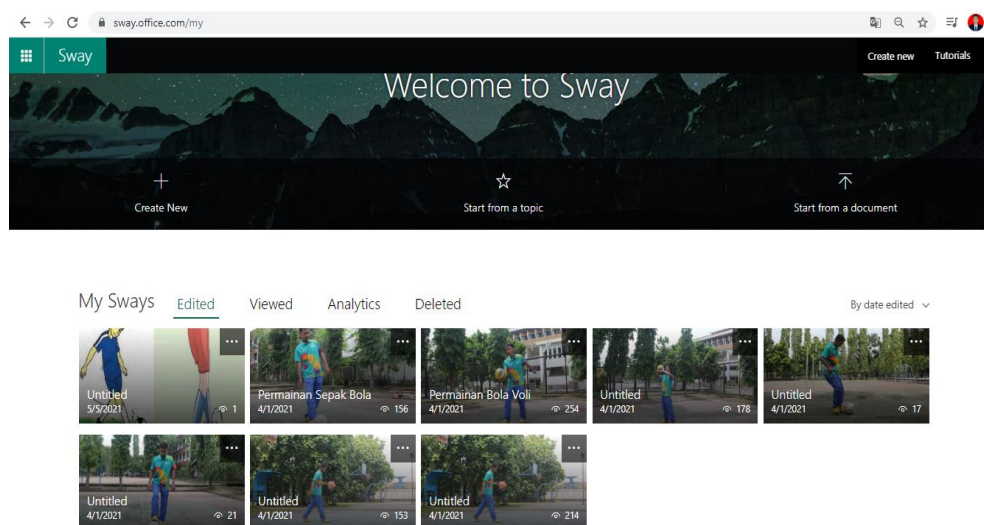 sway.office.com/my
Sway
Create new Tutorials
Welcome to Sway
Create New
Start from a topic
Start from a document
My Sways Edited Viewed Analytics Deleted By date edited
Untitled
5/5/2021 1
Permainan Sepak Bola
4/1/2021 156
Permainan Bola Voli
4/1/2021 254
Untitled
4/1/2021 178
Untitled
4/1/2021 17
Untitled
4/1/2021 21
Untitled
4/1/2021 153
Untitled
4/1/2021 214